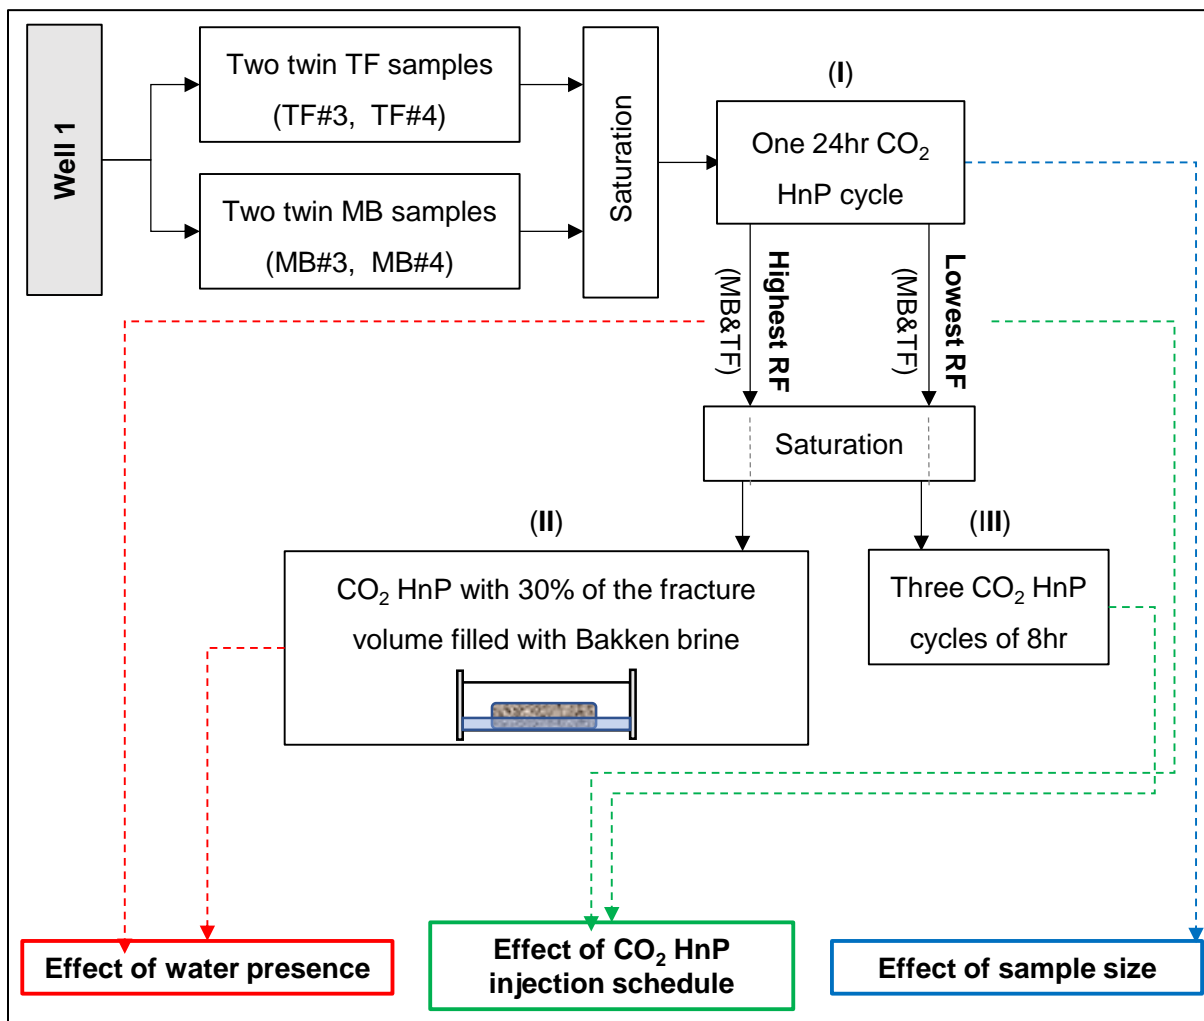 Well 1
Two twin TF samples
(TF#3, TF#4)
Two twin MB samples
(MB#3, MB#4)
Saturation
(I)
One 24hr CO₂
HnP cycle
Highest RF
(MB&TF)
Lowest RF
(MB&TF)
Saturation
(II)
CO₂ HnP with 30% of the fracture
volume filled with Bakken brine
(III)
Three CO₂ HnP
cycles of 8hr
Effect of water presence
Effect of CO₂ HnP
injection schedule
Effect of sample size